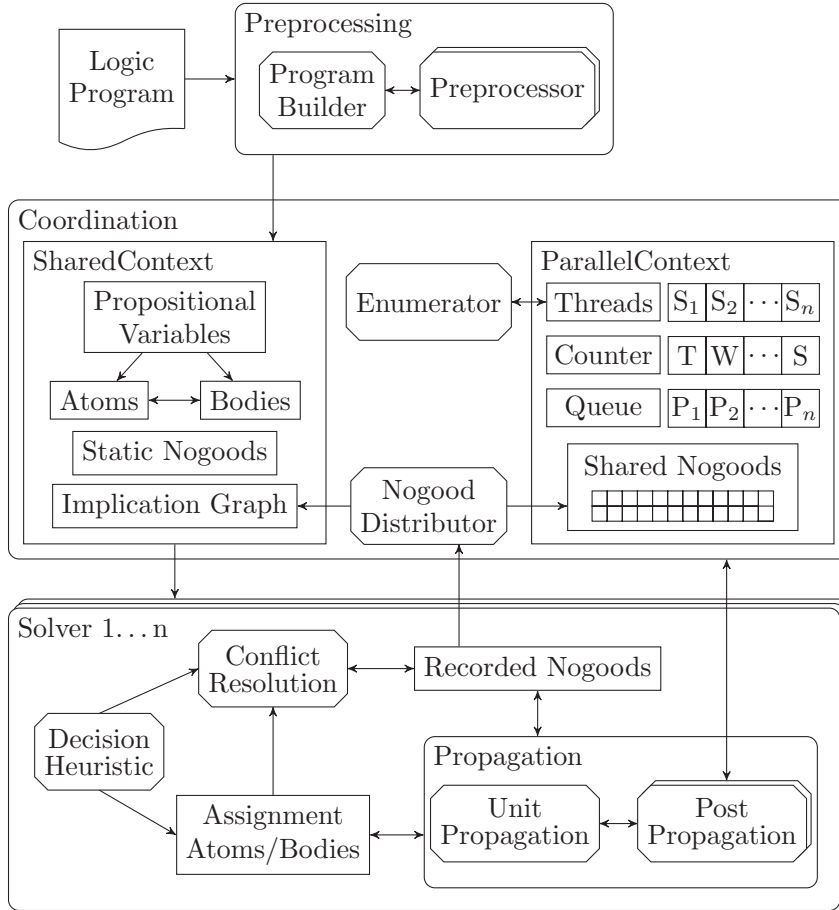 Preprocessing
Logic
Program
Program
Builder
Preprocessor
Coordination
SharedContext
Propositional
Variables
Atoms
Bodies
Static Nogoods
Implication Graph
Enumerator
Nogood
Distributor
ParallelContext
Threads S₁ S₂ ··· Sₙ
Counter T W ··· S
Queue P₁ P₂ ··· Pₙ
Shared Nogoods
Solver 1...n
Conflict
Resolution
Recorded Nogoods
Decision
Heuristic
Assignment
Atoms/Bodies
Propagation
Unit
Propagation
Post
Propagation